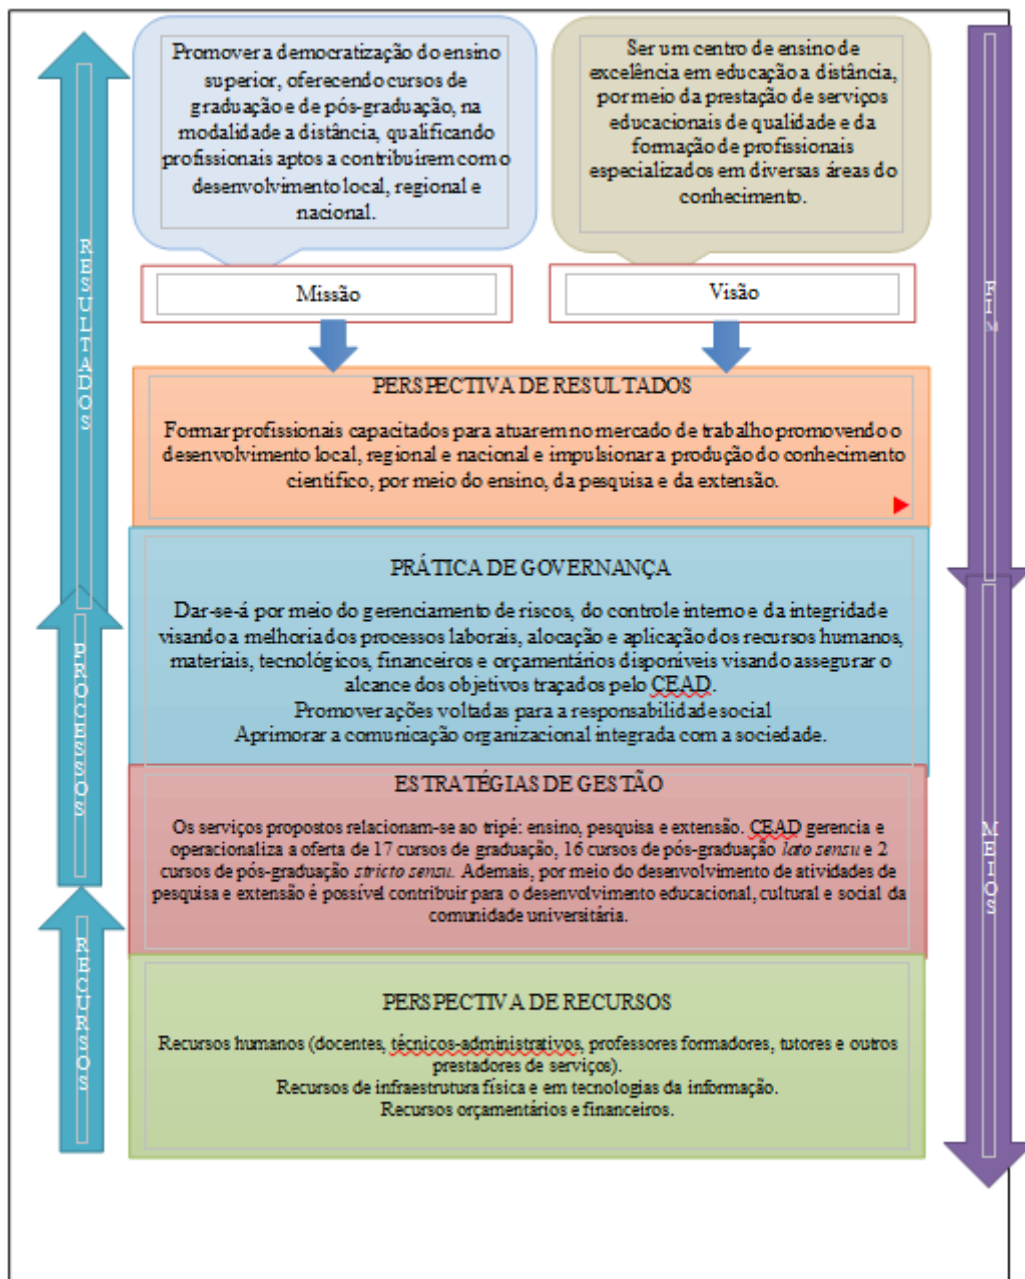 Promover a democratização do ensino
superior, oferecendo cursos de
graduação e de pós-graduação, na
modalidade a distância, qualificando
profissionais aptos a contribuírem com o
desenvolvimento local, regional e
nacional.
Ser um centro de ensino de
excelência em educação a distância,
por meio da prestação de serviços
educacionais de qualidade e da
formação de profissionais
especializados em diversas áreas do
conhecimento.
Missão
Visão
RESULTADOS
FIM
PERSPECTIVA DE RESULTADOS
Formar profissionais capacitados para atuarem no mercado de trabalho promovendo o
desenvolvimento local, regional e nacional e impulsionar a produção do conhecimento
científico, por meio do ensino, da pesquisa e da extensão.
PROCESSOS
PRÁTICA DE GOVERNANÇA
Dar-se-á por meio do gerenciamento de riscos, do controle interno e da integridade
visando a melhoria dos processos laborais, alocação e aplicação dos recursos humanos,
materiais, tecnológicos, financeiros e orçamentários disponíveis visando assegurar o
alcance dos objetivos traçados pelo CEAD.
Promover ações voltadas para a responsabilidade social
Aprimorar a comunicação organizacional integrada com a sociedade.
MEIOS
ESTRATÉGIAS DE GESTÃO
Os serviços propostos relacionam-se ao tripé: ensino, pesquisa e extensão. CEAD gerencia e
operacionaliza a oferta de 17 cursos de graduação, 16 cursos de pós-graduação lato sensu e 2
cursos de pós-graduação stricto sensu. Ademais, por meio do desenvolvimento de atividades de
pesquisa e extensão é possível contribuir para o desenvolvimento educacional, cultural e social da
comunidade universitária.
RECURSOS
PERSPECTIVA DE RECURSOS
Recursos humanos (docentes, técnicos-administrativos, professores formadores, tutores e outros
prestadores de serviços).
Recursos de infraestrutura física e em tecnologias da informação.
Recursos orçamentários e financeiros.